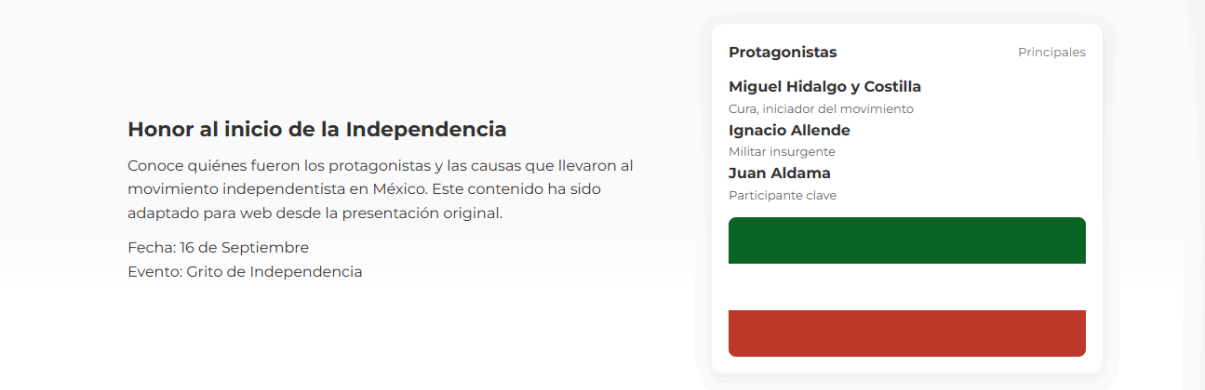 Honor al inicio de la Independencia
Conoce quiénes fueron los protagonistas y las causas que llevaron al
movimiento independentista en México. Este contenido ha sido
adaptado para web desde la presentación original.
Fecha: 16 de Septiembre
Evento: Grito de Independencia
Protagonistas
Principales
Miguel Hidalgo y Costilla
Cura, iniciador del movimiento
Ignacio Allende
Militar insurgente
Juan Aldama
Participante clave